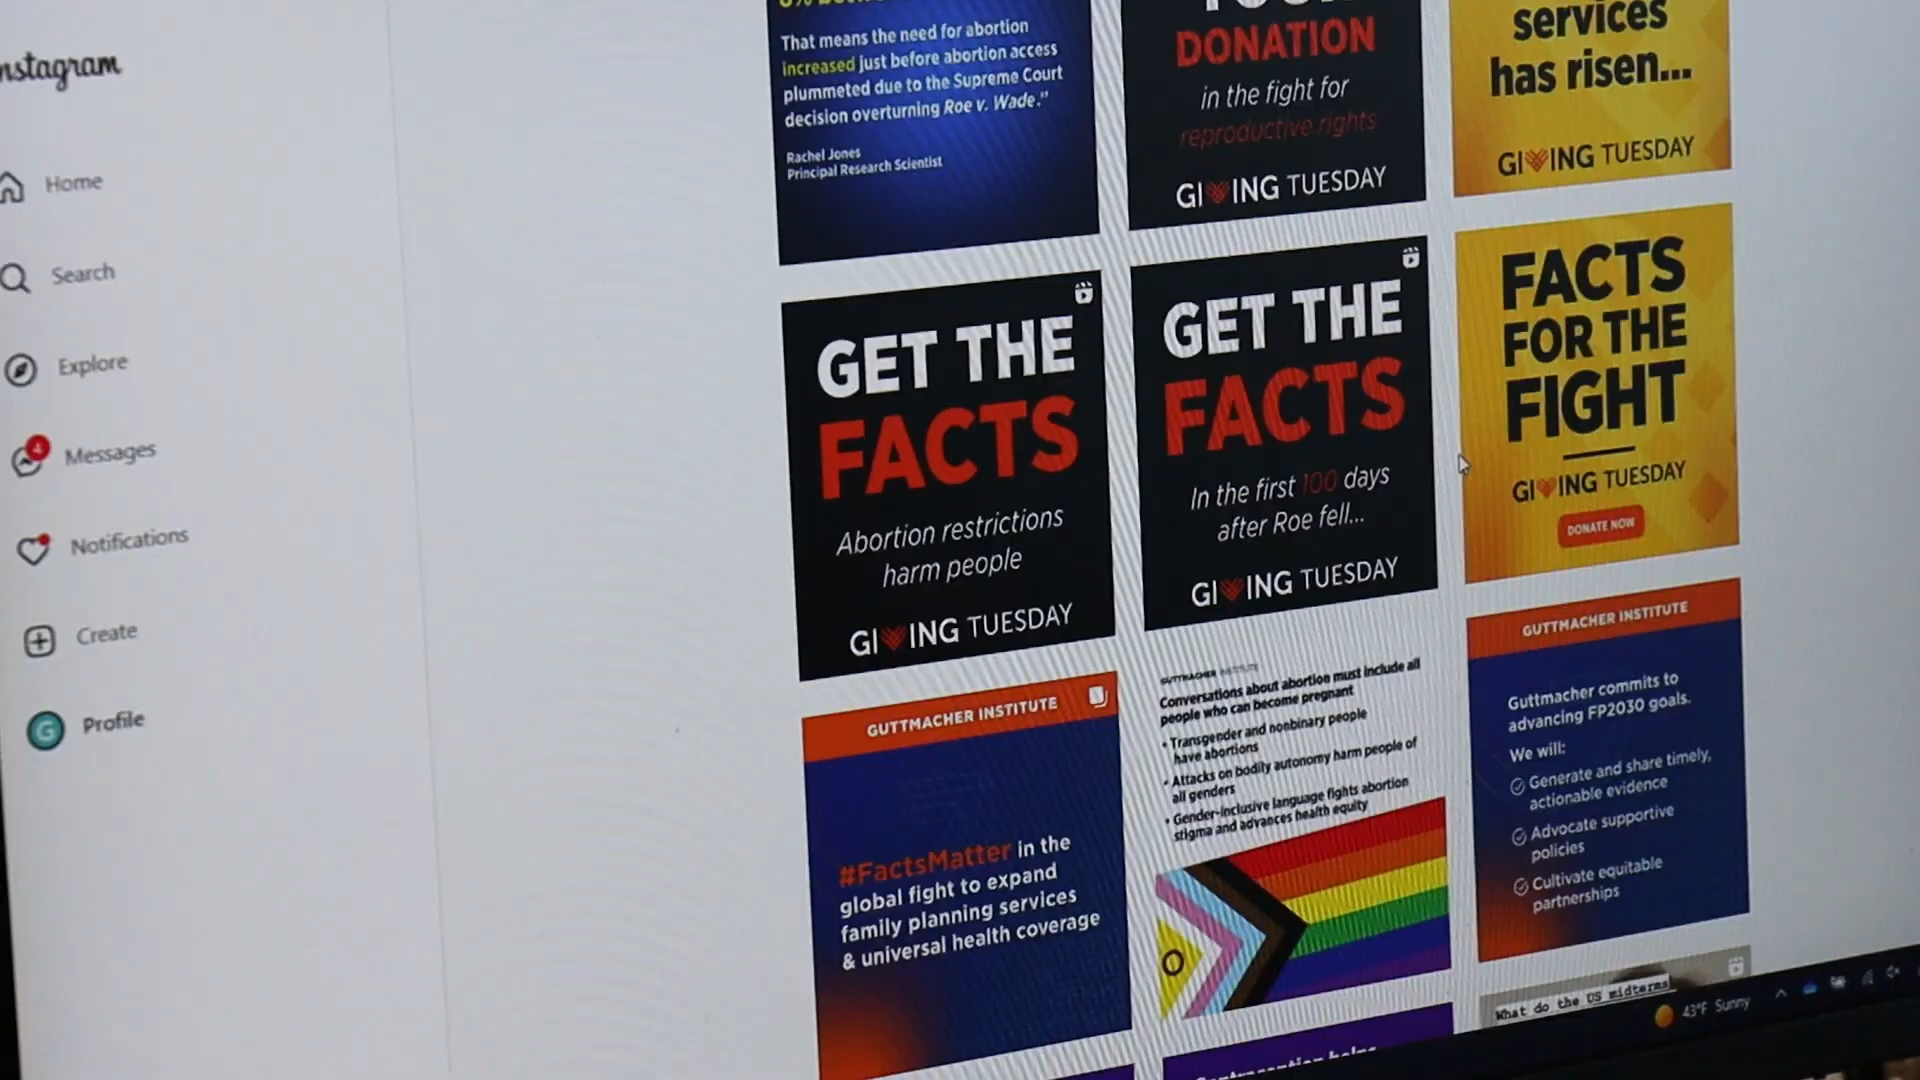 Instagram
Home
Search
Explore
4
Messages
Notifications
Create
G
Profile
That means the need for abortion
increased just before abortion access
plummeted due to the Supreme Court
decision overturning Roe v. Wade."
Rachel Jones
Principal Research Scientist
DONATION
in the fight for
reproductive rights
GIVING TUESDAY
services
has risen...
GIVING TUESDAY
GET THE
FACTS
Abortion restrictions
harm people
GIVING TUESDAY
GET THE
FACTS
In the first 100 days
after Roe fell...
GIVING TUESDAY
FACTS
FOR THE
FIGHT
GIVING TUESDAY
DONATE NOW
GUTTMACHER INSTITUTE
#FactsMatter in the
global fight to expand
family planning services
& universal health coverage
GUTTMACHER INSTITUTE
Conversations about abortion must include all
people who can become pregnant
• Transgender and nonbinary people
have abortions
• Attacks on bodily autonomy harm people of
all genders
• Gender-inclusive language fights abortion
stigma and advances health equity
GUTTMACHER INSTITUTE
Guttmacher commits to
advancing FP2030 goals.
We will:
Generate and share timely,
actionable evidence
Advocate supportive
policies
Cultivate equitable
partnerships
What do the US midterms
43°F Sunny